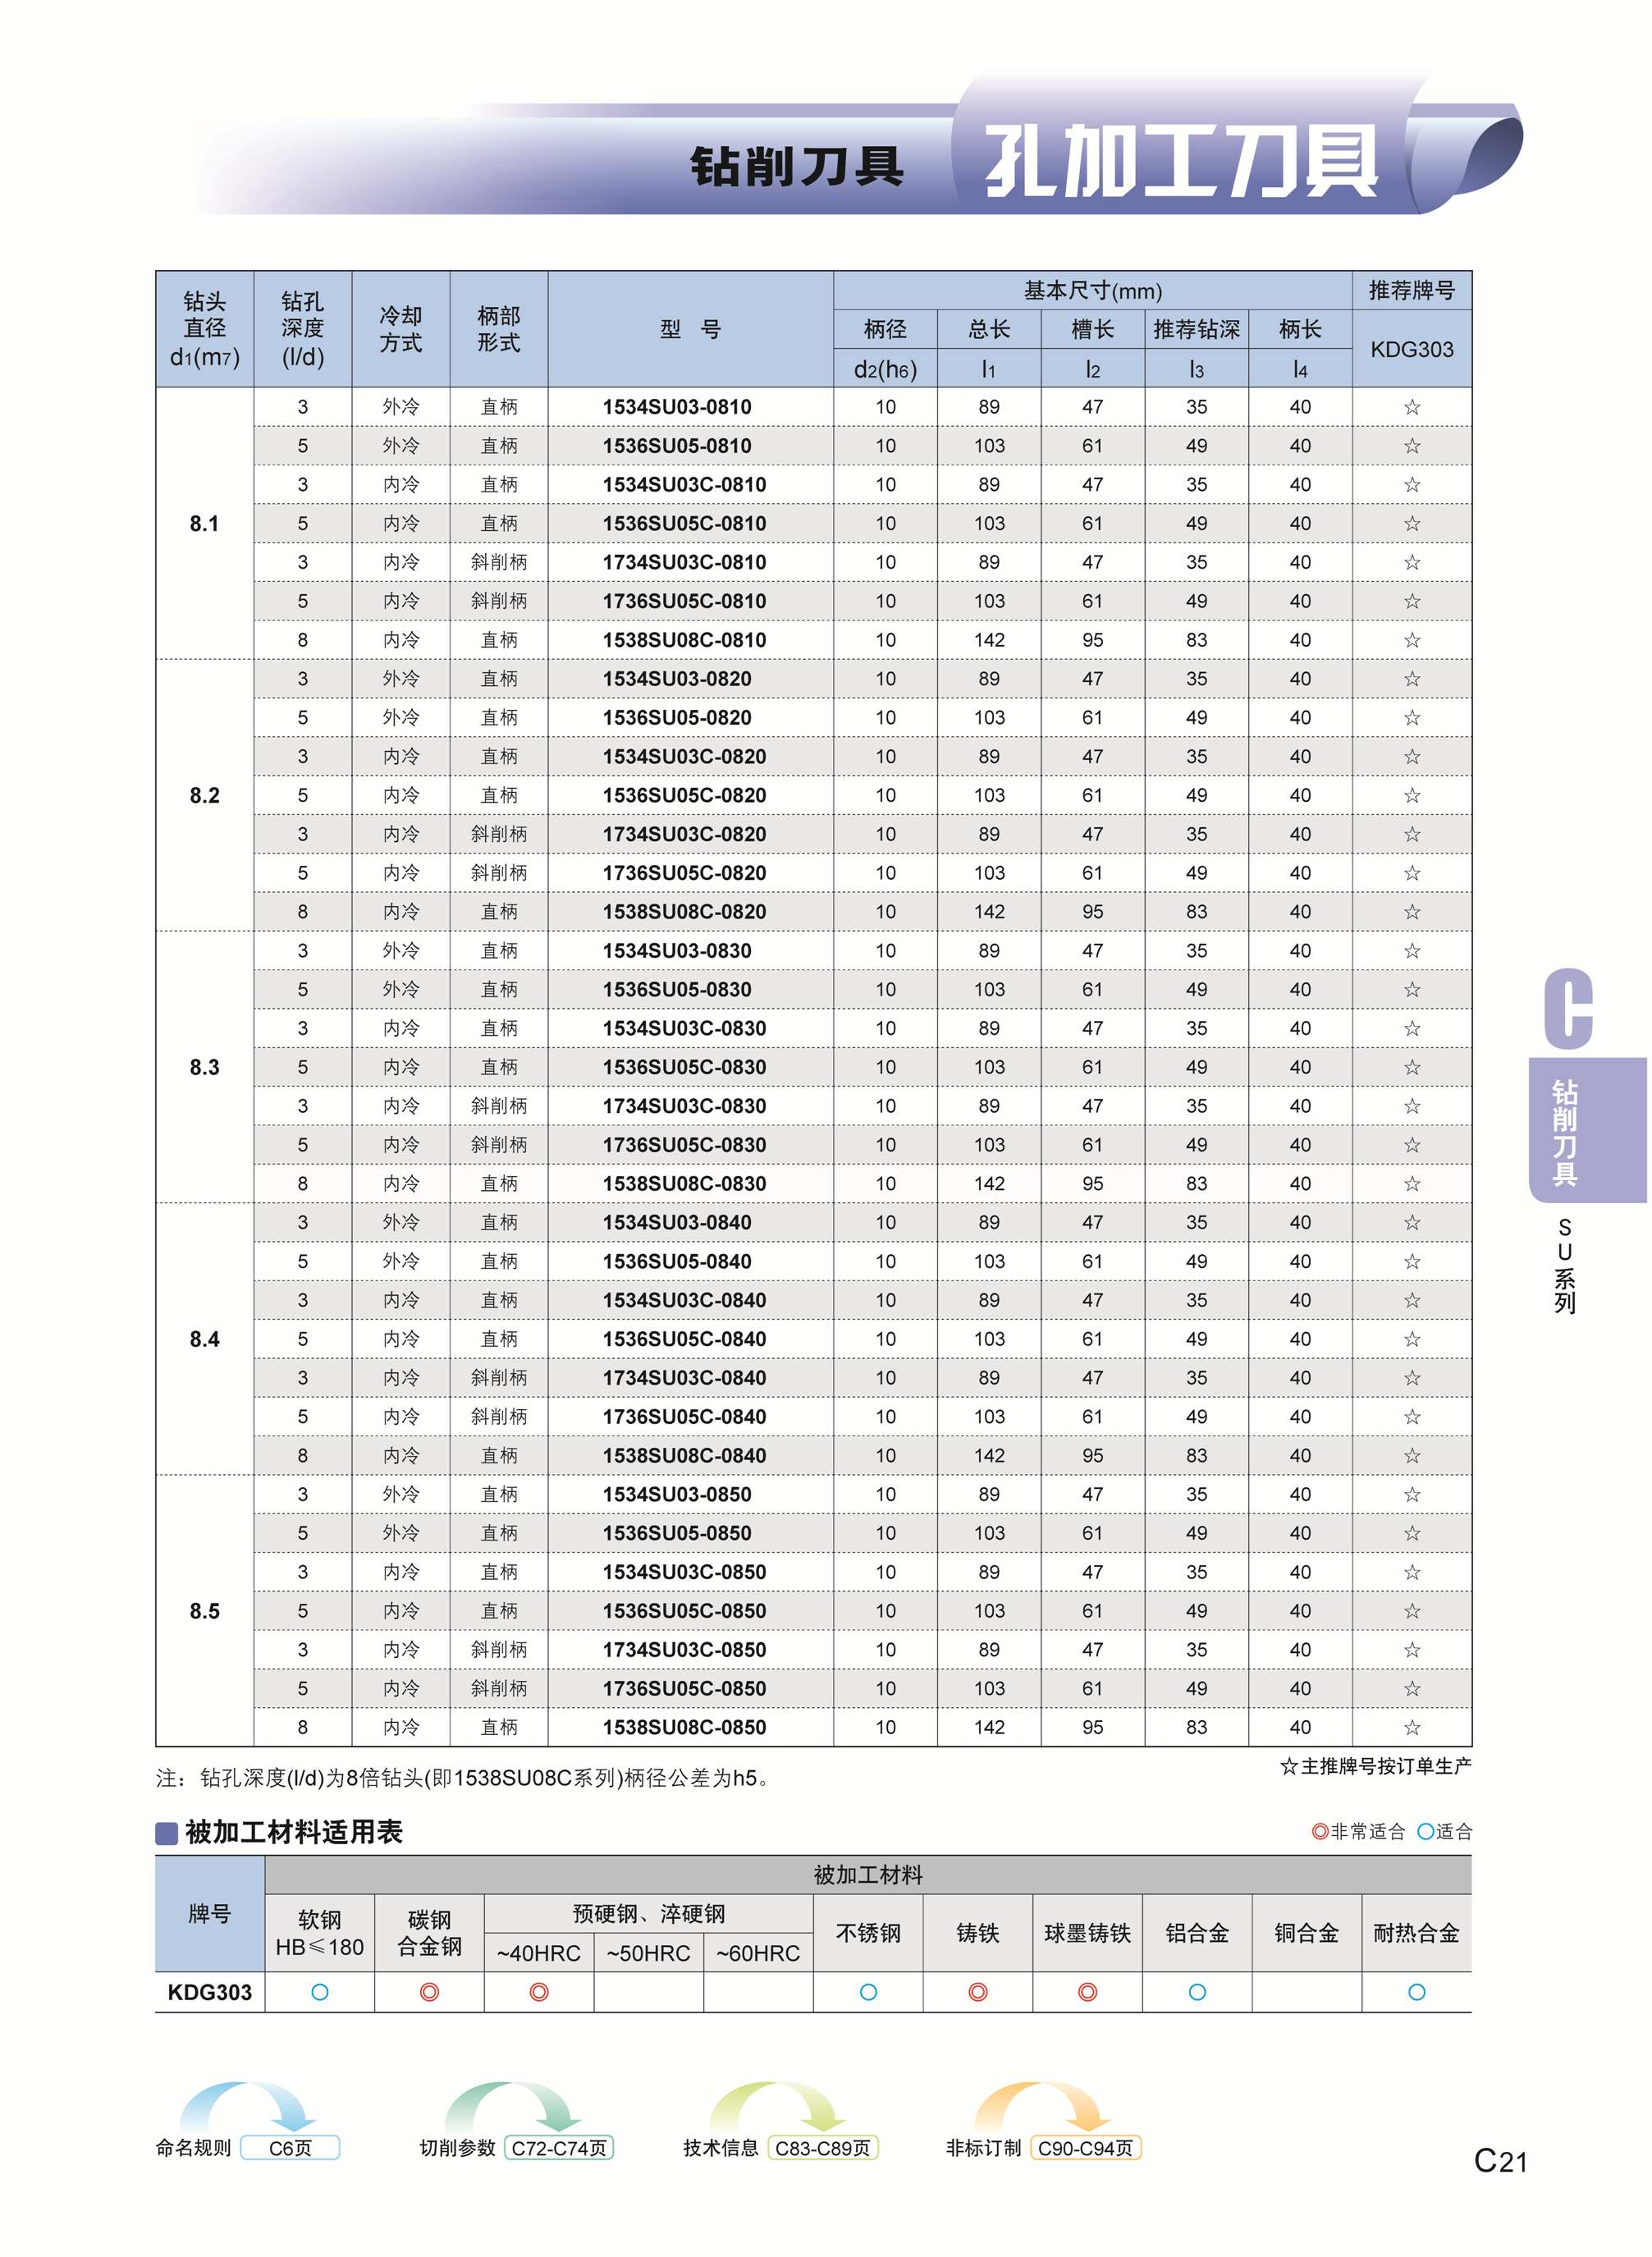 钻削刀具 孔加工刀具
钻头直径d1(m7) 钻孔深度(l/d) 冷却方式 柄部形式 型 号 基本尺寸(mm) 推荐牌号
柄径 总长 槽长 推荐钻深 柄长 KDG303
d2(h6) l1 l2 l3 l4
8.1
3 外冷 直柄 1534SU03-0810 10 89 47 35 40 ☆
5 外冷 直柄 1536SU05-0810 10 103 61 49 40 ☆
3 内冷 直柄 1534SU03C-0810 10 89 47 35 40 ☆
5 内冷 直柄 1536SU05C-0810 10 103 61 49 40 ☆
3 内冷 斜削柄 1734SU03C-0810 10 89 47 35 40 ☆
5 内冷 斜削柄 1736SU05C-0810 10 103 61 49 40 ☆
8 内冷 直柄 1538SU08C-0810 10 142 95 83 40 ☆
8.2
3 外冷 直柄 1534SU03-0820 10 89 47 35 40 ☆
5 外冷 直柄 1536SU05-0820 10 103 61 49 40 ☆
3 内冷 直柄 1534SU03C-0820 10 89 47 35 40 ☆
5 内冷 直柄 1536SU05C-0820 10 103 61 49 40 ☆
3 内冷 斜削柄 1734SU03C-0820 10 89 47 35 40 ☆
5 内冷 斜削柄 1736SU05C-0820 10 103 61 49 40 ☆
8 内冷 直柄 1538SU08C-0820 10 142 95 83 40 ☆
8.3
3 外冷 直柄 1534SU03-0830 10 89 47 35 40 ☆
5 外冷 直柄 1536SU05-0830 10 103 61 49 40 ☆
3 内冷 直柄 1534SU03C-0830 10 89 47 35 40 ☆
5 内冷 直柄 1536SU05C-0830 10 103 61 49 40 ☆
3 内冷 斜削柄 1734SU03C-0830 10 89 47 35 40 ☆
5 内冷 斜削柄 1736SU05C-0830 10 103 61 49 40 ☆
8 内冷 直柄 1538SU08C-0830 10 142 95 83 40 ☆
8.4
3 外冷 直柄 1534SU03-0840 10 89 47 35 40 ☆
5 外冷 直柄 1536SU05-0840 10 103 61 49 40 ☆
3 内冷 直柄 1534SU03C-0840 10 89 47 35 40 ☆
5 内冷 直柄 1536SU05C-0840 10 103 61 49 40 ☆
3 内冷 斜削柄 1734SU03C-0840 10 89 47 35 40 ☆
5 内冷 斜削柄 1736SU05C-0840 10 103 61 49 40 ☆
8 内冷 直柄 1538SU08C-0840 10 142 95 83 40 ☆
8.5
3 外冷 直柄 1534SU03-0850 10 89 47 35 40 ☆
5 外冷 直柄 1536SU05-0850 10 103 61 49 40 ☆
3 内冷 直柄 1534SU03C-0850 10 89 47 35 40 ☆
5 内冷 直柄 1536SU05C-0850 10 103 61 49 40 ☆
3 内冷 斜削柄 1734SU03C-0850 10 89 47 35 40 ☆
5 内冷 斜削柄 1736SU05C-0850 10 103 61 49 40 ☆
8 内冷 直柄 1538SU08C-0850 10 142 95 83 40 ☆
☆主推牌号按订单生产
注：钻孔深度(l/d)为8倍钻头(即1538SU08C系列)柄径公差为h5。
被加工材料适用表 ◎非常适合 ○适合
牌号 被加工材料
软钢HB≤180 碳钢合金钢 预硬钢、淬硬钢 不锈钢 铸铁 球墨铸铁 铝合金 铜合金 耐热合金
~40HRC ~50HRC ~60HRC
KDG303 ○ ◎ ◎ ○ ◎ ◎ ○ ○
命名规则 C6页 切削参数 C72-C74页 技术信息 C83-C89页 非标订制 C90-C94页
C21
C
钻削刀具
SU系列